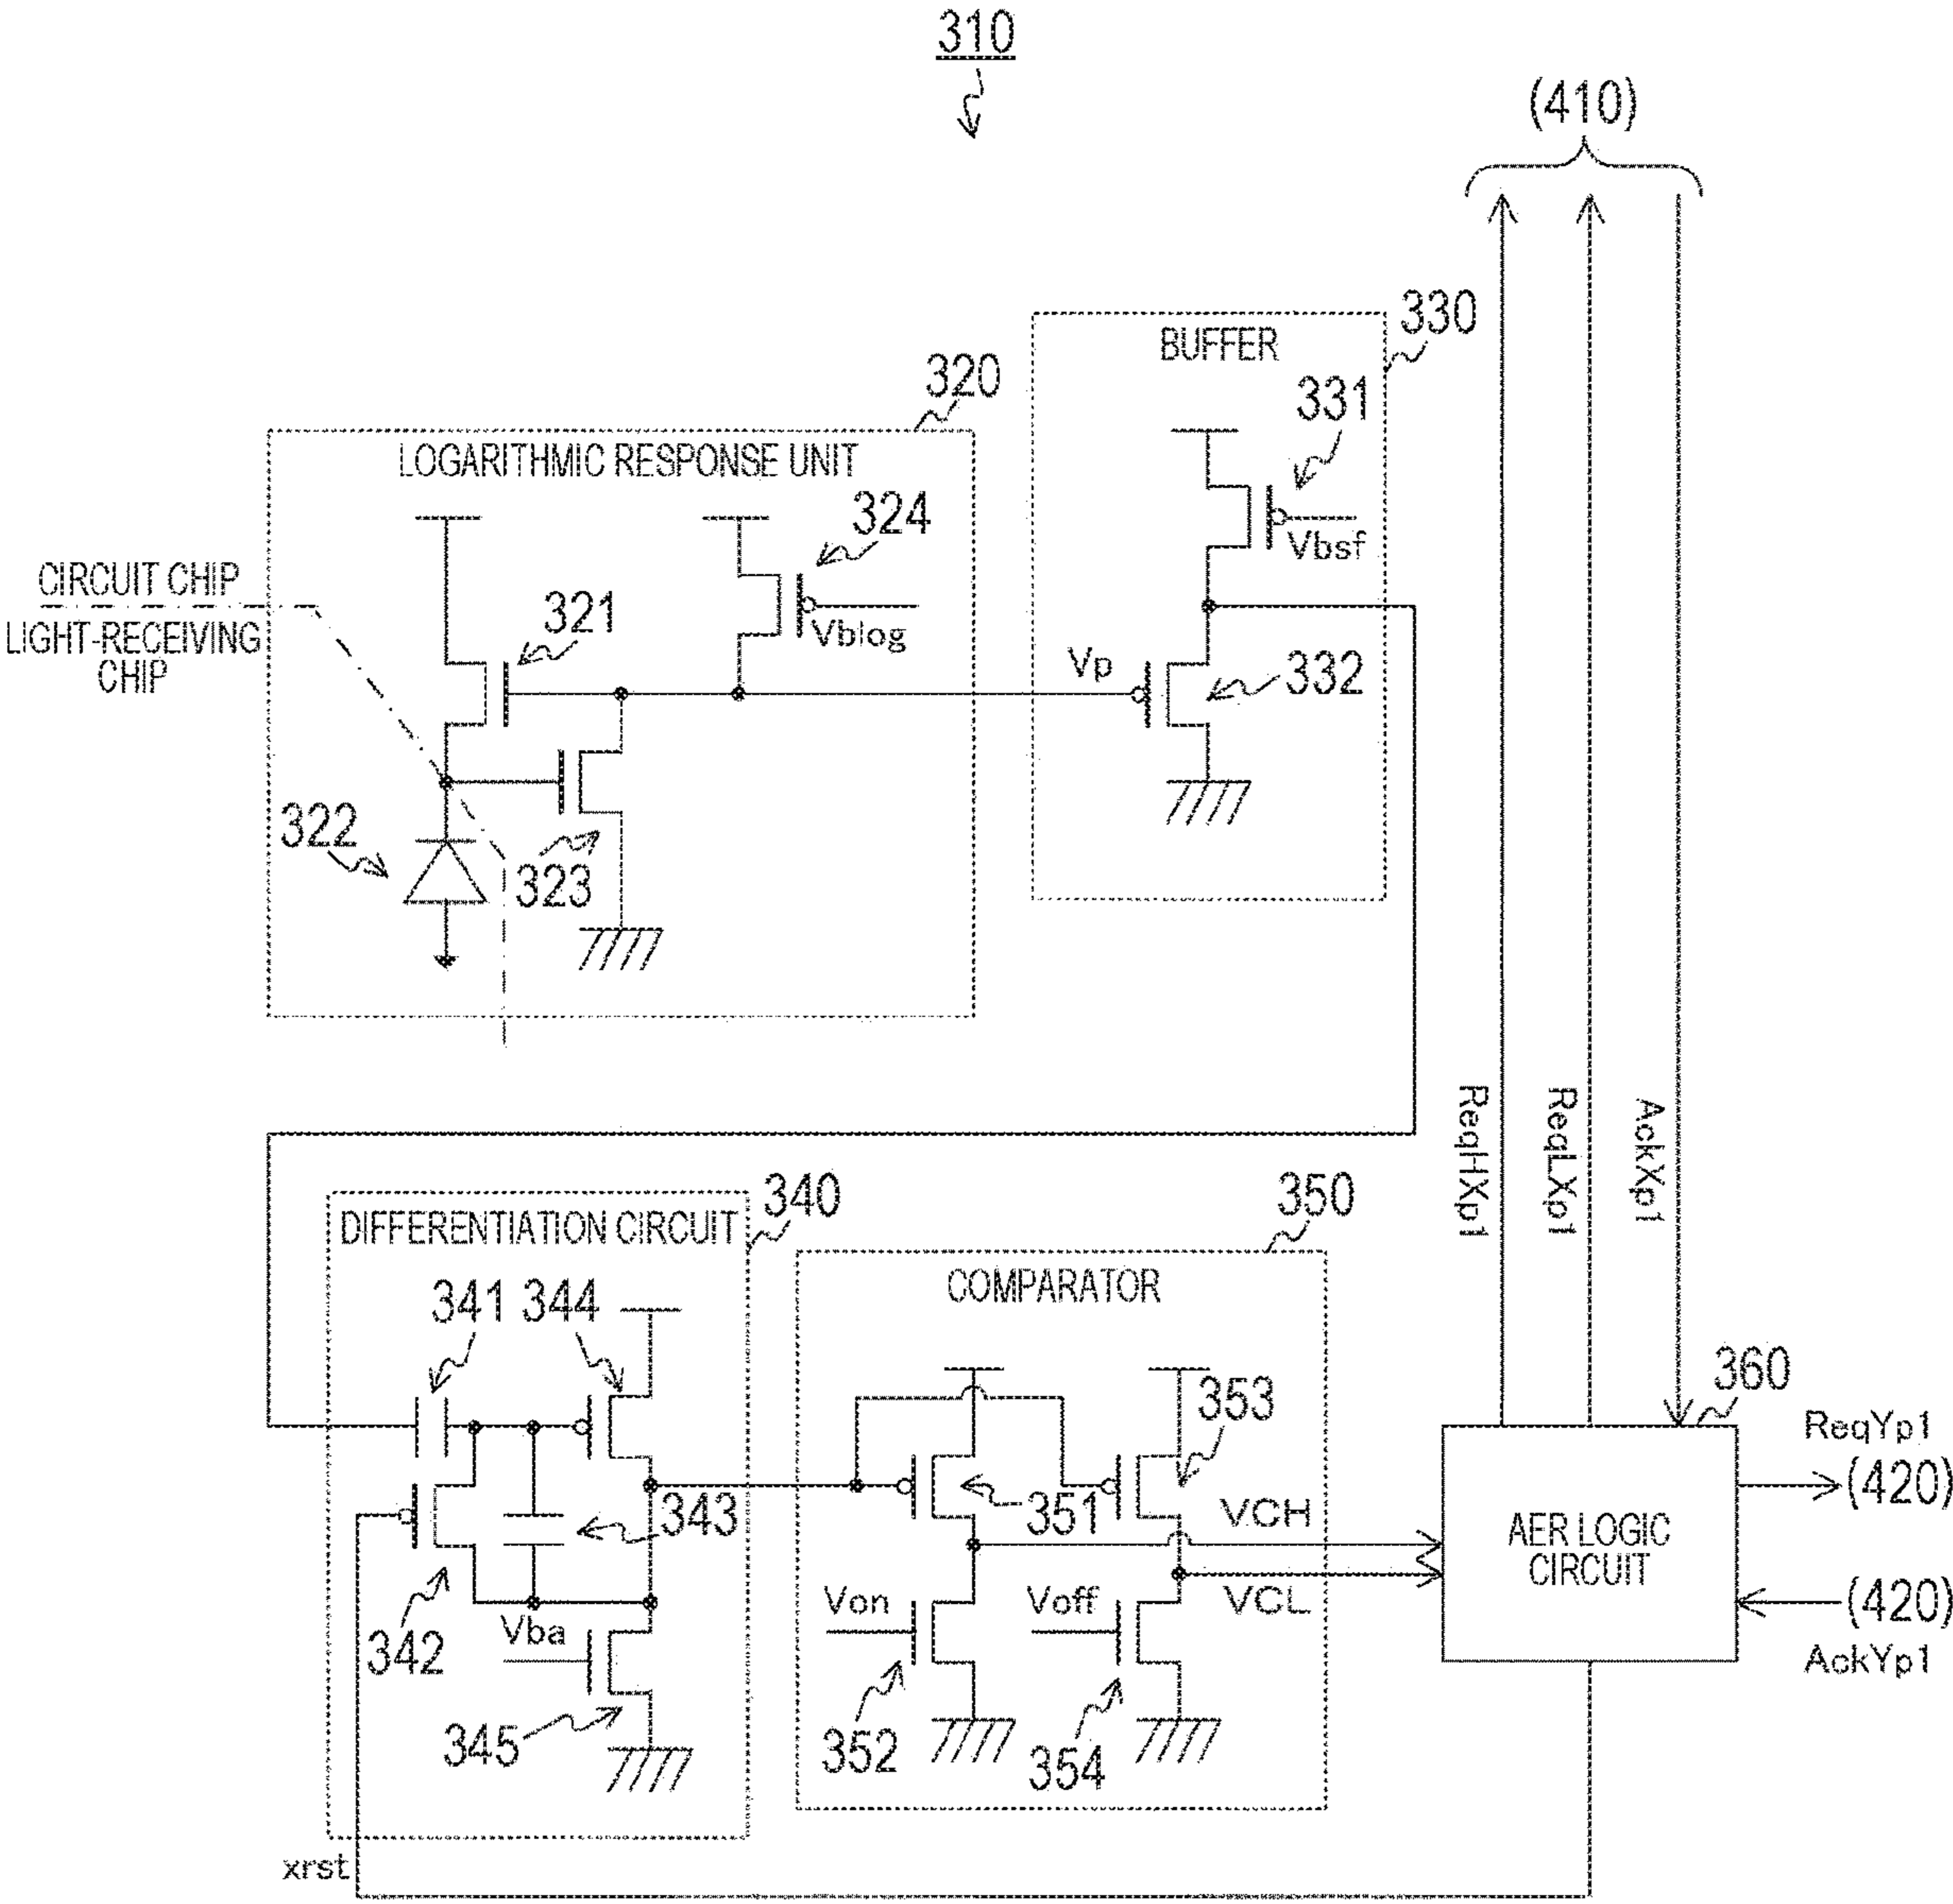 310
(410)
330
BUFFER
331
Vbsf
Vp
332
320
LOGARITHMIC RESPONSE UNIT
324
Vblog
321
322
323
CIRCUIT CHIP
LIGHT-RECEIVING
CHIP
ReqHXp1
ReqLXp1
AckXp1
340
DIFFERENTIATION CIRCUIT
341
344
343
342
Vba
345
xrst
350
COMPARATOR
353
351
VCH
VCL
Von
Voff
352
354
360
AER LOGIC
CIRCUIT
ReqYp1
(420)
(420)
AckYp1